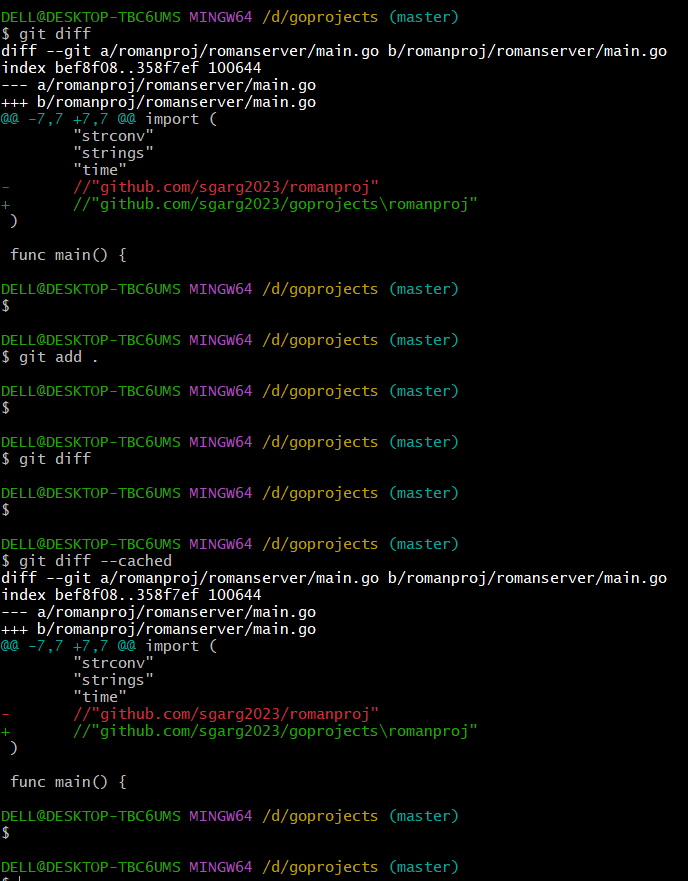 DELL@DESKTOP-TBC6UMS MINGW64 /d/goprojects (master)
$ git diff
diff --git a/romanproj/romanserver/main.go b/romanproj/romanserver/main.go
index bef8f08..358f7ef 100644
--- a/romanproj/romanserver/main.go
+++ b/romanproj/romanserver/main.go
@@ -7,7 +7,7 @@ import (
        "strconv"
        "strings"
        "time"
-       //"github.com/sgarg2023/romanproj"
+       //"github.com/sgarg2023/goprojects\romanproj"
 )

 func main() {

DELL@DESKTOP-TBC6UMS MINGW64 /d/goprojects (master)
$

DELL@DESKTOP-TBC6UMS MINGW64 /d/goprojects (master)
$ git add .

DELL@DESKTOP-TBC6UMS MINGW64 /d/goprojects (master)
$

DELL@DESKTOP-TBC6UMS MINGW64 /d/goprojects (master)
$ git diff

DELL@DESKTOP-TBC6UMS MINGW64 /d/goprojects (master)
$

DELL@DESKTOP-TBC6UMS MINGW64 /d/goprojects (master)
$ git diff --cached
diff --git a/romanproj/romanserver/main.go b/romanproj/romanserver/main.go
index bef8f08..358f7ef 100644
--- a/romanproj/romanserver/main.go
+++ b/romanproj/romanserver/main.go
@@ -7,7 +7,7 @@ import (
        "strconv"
        "strings"
        "time"
-       //"github.com/sgarg2023/romanproj"
+       //"github.com/sgarg2023/goprojects\romanproj"
 )

 func main() {

DELL@DESKTOP-TBC6UMS MINGW64 /d/goprojects (master)
$

DELL@DESKTOP-TBC6UMS MINGW64 /d/goprojects (master)
$